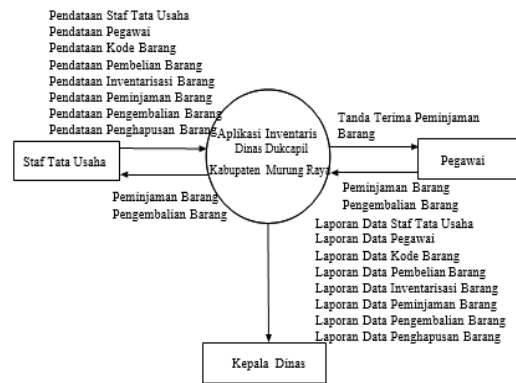 Pendataan Staf Tata Usaha
Pendataan Pegawai
Pendataan Kode Barang
Pendataan Pembelian Barang
Pendataan Inventarisasi Barang
Pendataan Peminjaman Barang
Pendataan Pengembalian Barang
Pendataan Penghapusan Barang
Aplikasi Inventaris
Dinas Dukcapil
Kabupaten Murung Raya
Tanda Terima Peminjaman
Barang
Staf Tata Usaha
Pegawai
Peminjaman Barang
Pengembalian Barang
Peminjaman Barang
Pengembalian Barang
Laporan Data Staf Tata Usaha
Laporan Data Pegawai
Laporan Data Kode Barang
Laporan Data Pembelian Barang
Laporan Data Inventarisasi Barang
Laporan Data Peminjaman Barang
Laporan Data Pengembalian Barang
Laporan Data Penghapusan Barang
Kepala Dinas